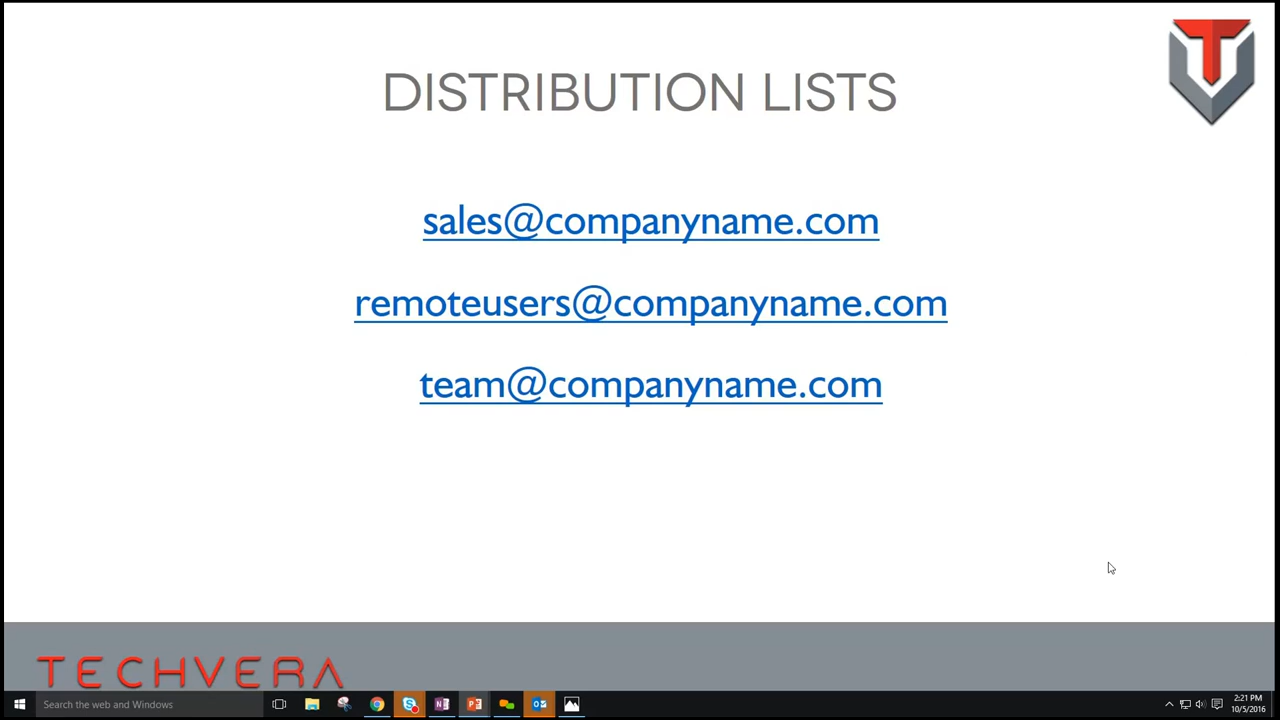 DISTRIBUTION LISTS
sales@companyname.com
remoteusers@companyname.com
team@companyname.com
TECHVERA
Search the web and Windows
2:21 PM
10/5/2016